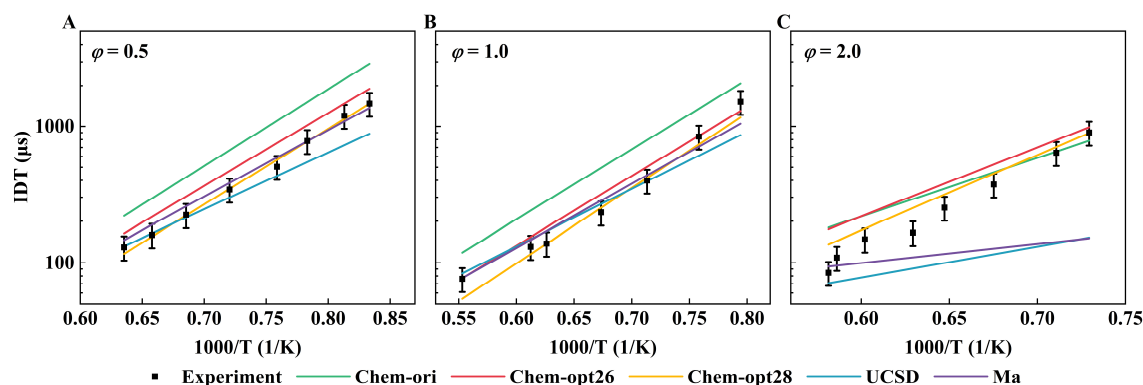 A
B
C
φ = 0.5
φ = 1.0
φ = 2.0
IDT (μs)
1000
100
0.60 0.65 0.70 0.75 0.80 0.85
0.55 0.60 0.65 0.70 0.75 0.80
0.60 0.65 0.70 0.75
1000/T (1/K)
1000/T (1/K)
1000/T (1/K)
Experiment Chem-ori Chem-opt26 Chem-opt28 UCSD Ma